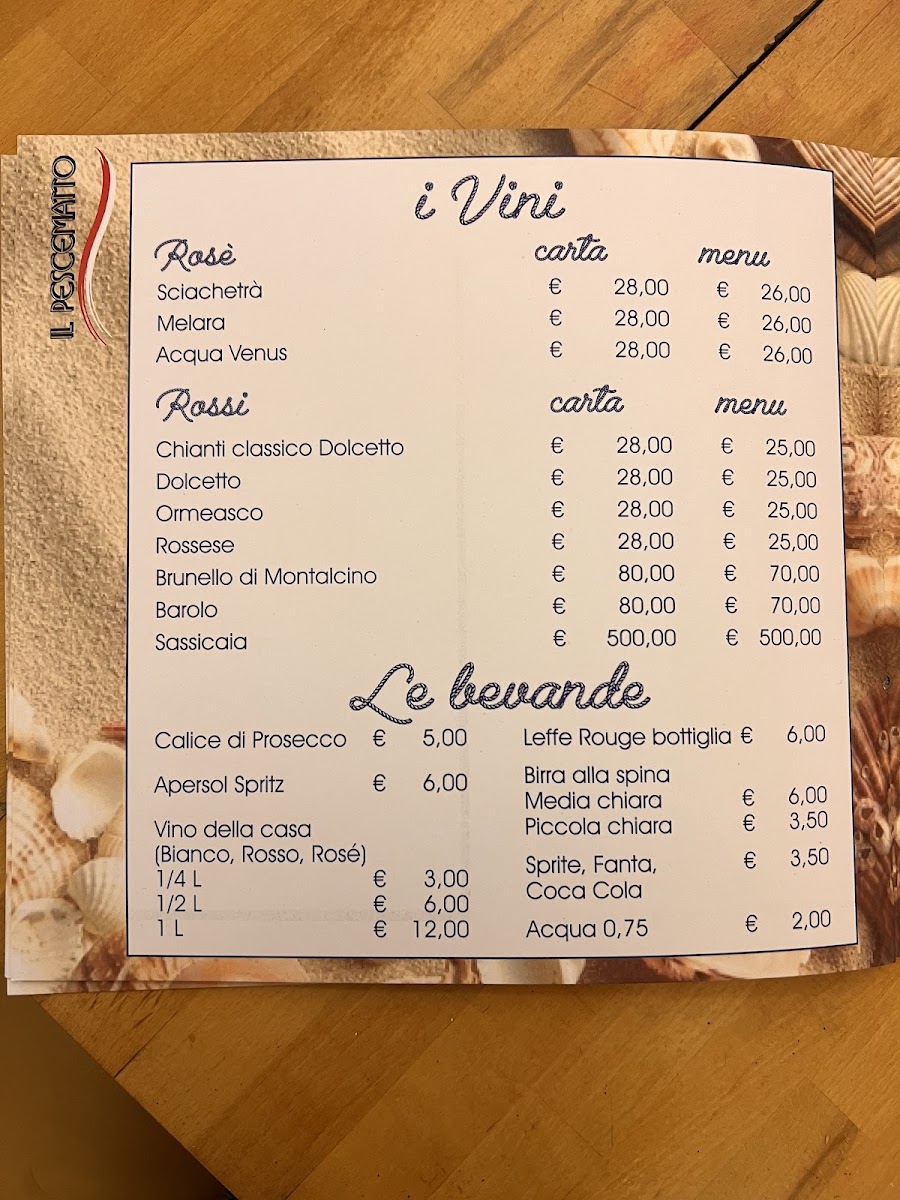 IL PESCEMATTO
i Vini
Rosè carta menu
Sciachetrà € 28,00 € 26,00
Melara € 28,00 € 26,00
Acqua Venus € 28,00 € 26,00
Rossi carta menu
Chianti classico Dolcetto € 28,00 € 25,00
Dolcetto € 28,00 € 25,00
Ormeasco € 28,00 € 25,00
Rossese € 28,00 € 25,00
Brunello di Montalcino € 80,00 € 70,00
Barolo € 80,00 € 70,00
Sassicaia € 500,00 € 500,00
Le bevande
Calice di Prosecco € 5,00
Apersol Spritz € 6,00
Vino della casa
(Bianco, Rosso, Rosé)
1/4 L € 3,00
1/2 L € 6,00
1 L € 12,00
Leffe Rouge bottiglia € 6,00
Birra alla spina
Media chiara € 6,00
Piccola chiara € 3,50
Sprite, Fanta, € 3,50
Coca Cola
Acqua 0,75 € 2,00